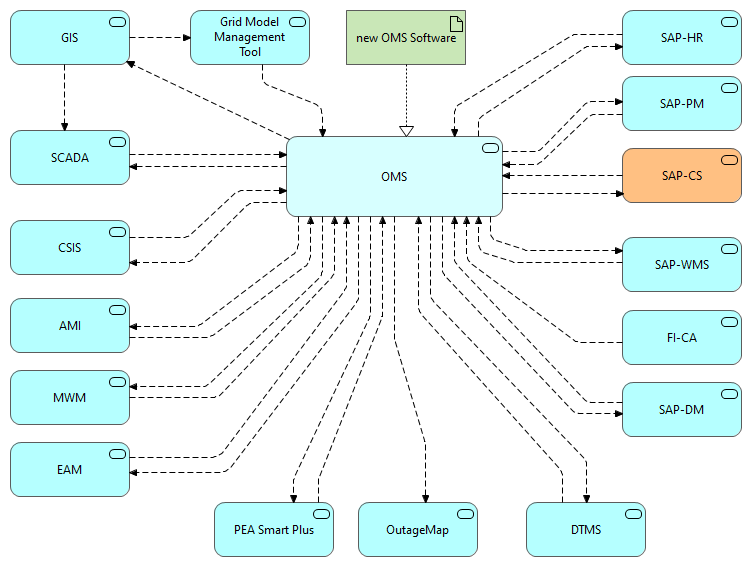 GIS
Grid Model
Management
Tool
new OMS Software
SAP-HR
SAP-PM
SCADA
OMS
SAP-CS
CSIS
SAP-WMS
AMI
FI-CA
MWM
SAP-DM
EAM
PEA Smart Plus
OutageMap
DTMS